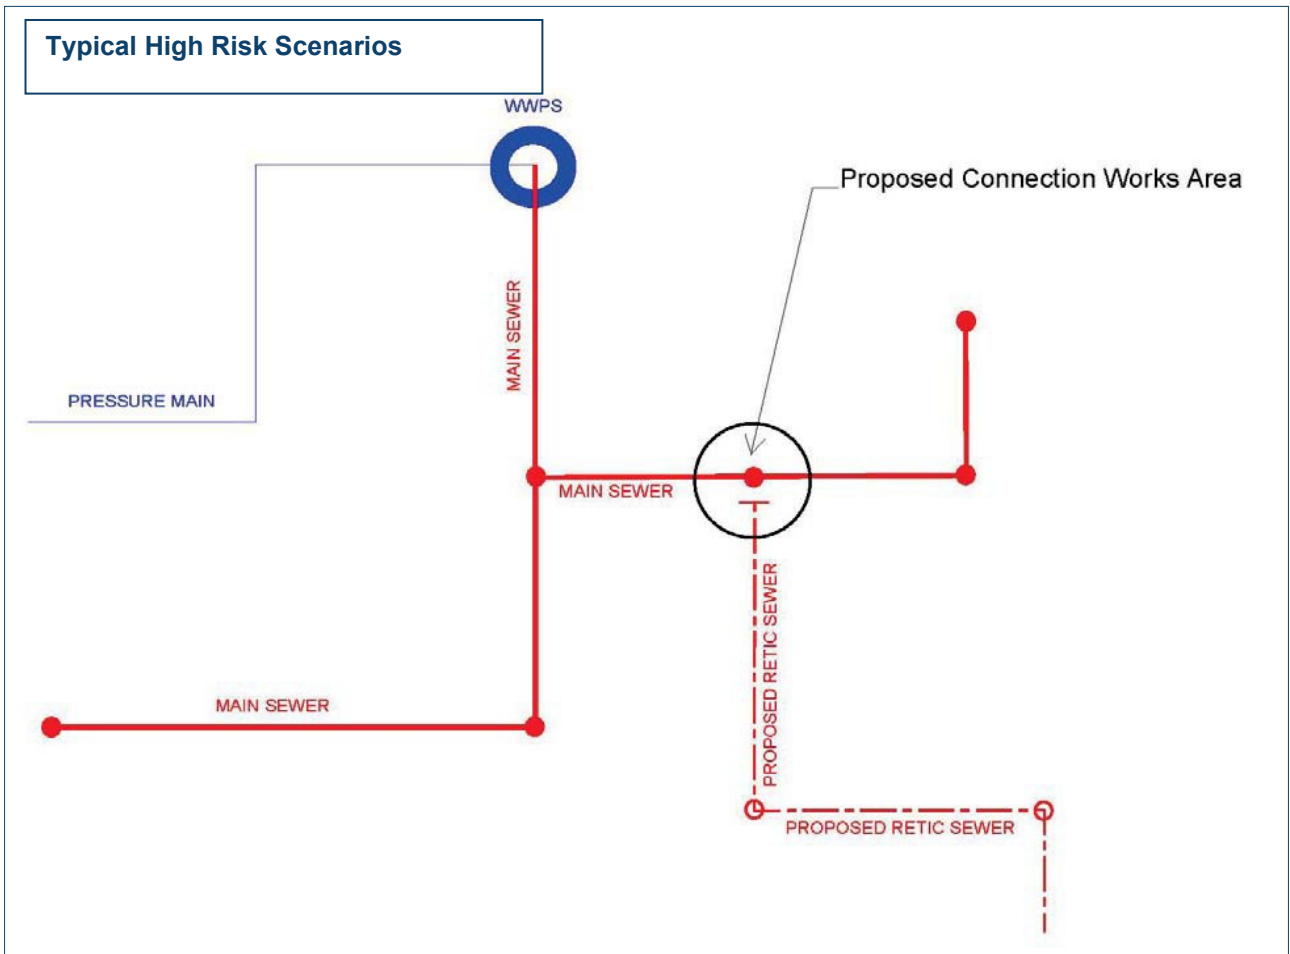 Typical High Risk Scenarios
WWPS
Proposed Connection Works Area
MAIN SEWER
PRESSURE MAIN
MAIN SEWER
PROPOSED RETIC SEWER
MAIN SEWER
PROPOSED RETIC SEWER